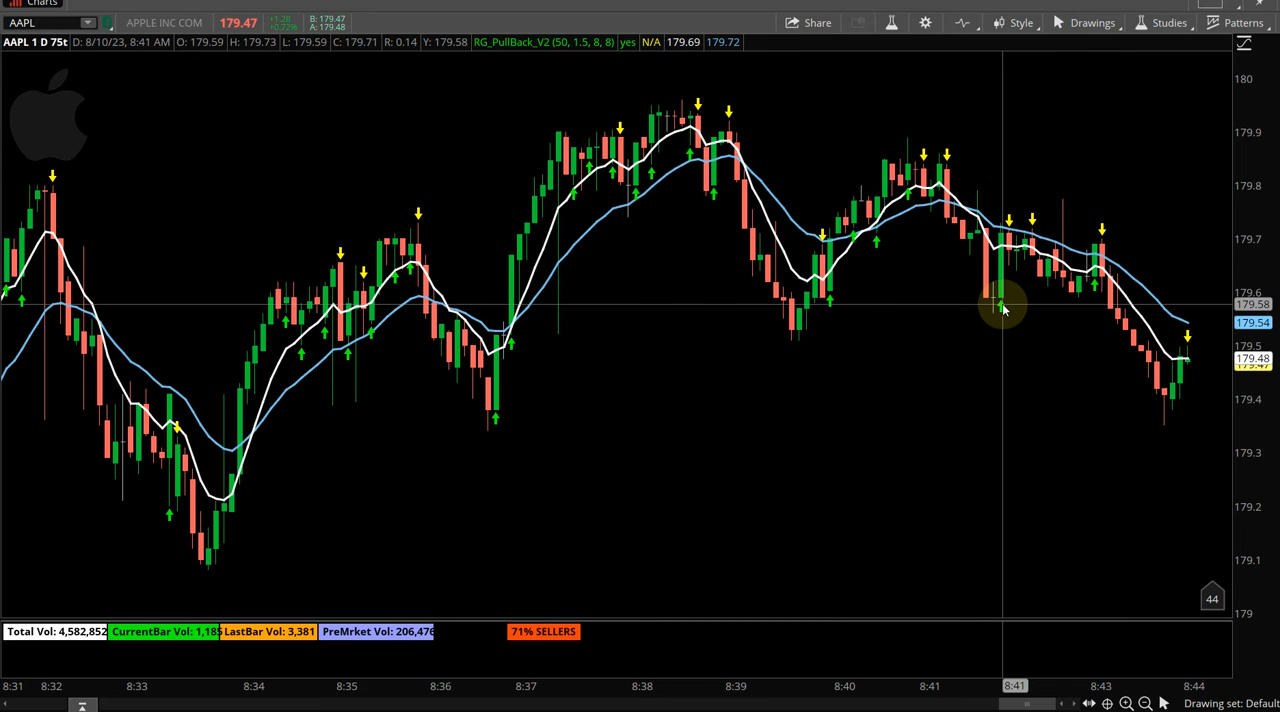 Charts
AAPL APPLE INC COM 179.47 +1.28 +0.72% B: 179.47 A: 179.48 Share Style Drawings Studies Patterns
AAPL 1 D 75t D: 8/10/23, 8:41 AM O: 179.59 H: 179.73 L: 179.59 C: 179.71 R: 0.14 Y: 179.58 RG_PullBack_V2 (50, 1.5, 8, 8) yes N/A 179.69 179.72
180
179.9
179.8
179.7
179.6
179.58
179.54
179.5
179.48
179.47
179.4
179.3
179.2
179.1
44
179
Total Vol: 4,582,852 CurrentBar Vol: 1,185 LastBar Vol: 3,381 PreMrket Vol: 206,476 71% SELLERS
8:31 8:32 8:33 8:34 8:35 8:36 8:37 8:38 8:39 8:40 8:41 8:41 8:43 8:44
Drawing set: Default